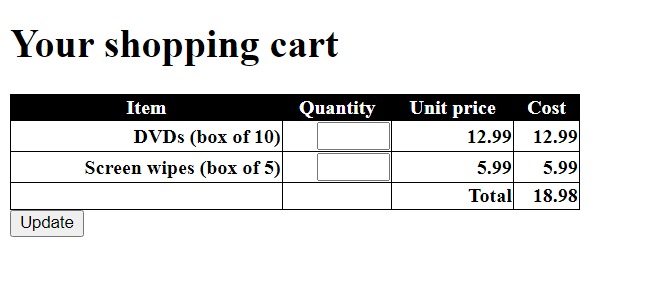 Your shopping cart
Item Quantity Unit price Cost
DVDs (box of 10) 12.99 12.99
Screen wipes (box of 5) 5.99 5.99
Total 18.98
Update